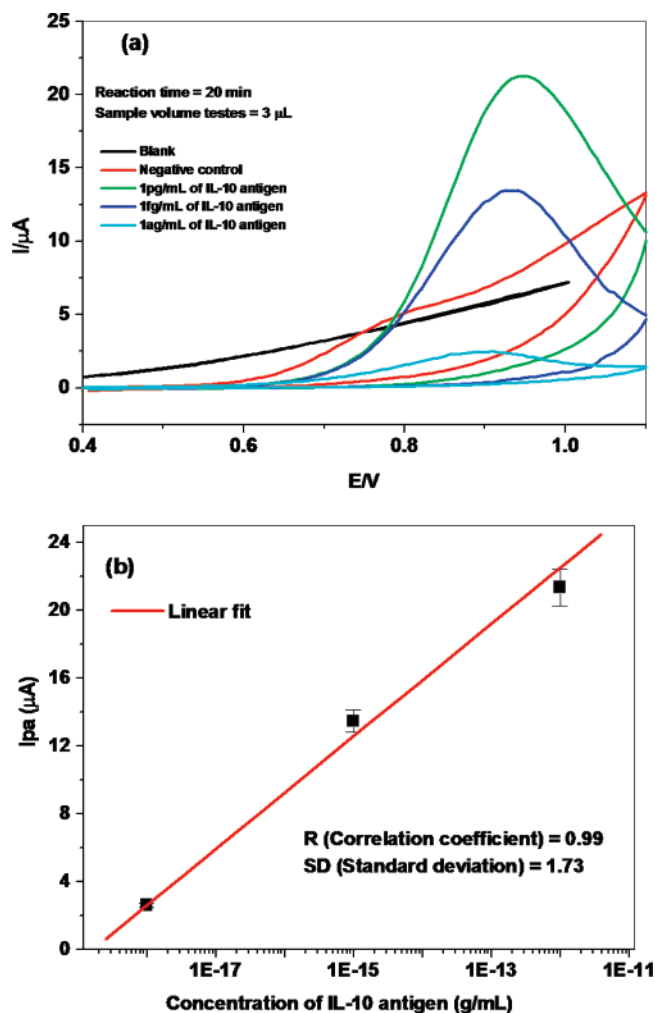 (a)
Reaction time = 20 min
Sample volume testes = 3 μL
Blank
Negative control
1pg/mL of IL-10 antigen
1fg/mL of IL-10 antigen
1ag/mL of IL-10 antigen
25
20
15
10
5
0
I/μA
0.4 0.6 0.8 1.0
E/V
(b)
Linear fit
24
20
16
12
8
4
0
Ipa (μA)
R (Correlation coefficient) = 0.99
SD (Standard deviation) = 1.73
1E-17 1E-15 1E-13 1E-11
Concentration of IL-10 antigen (g/mL)